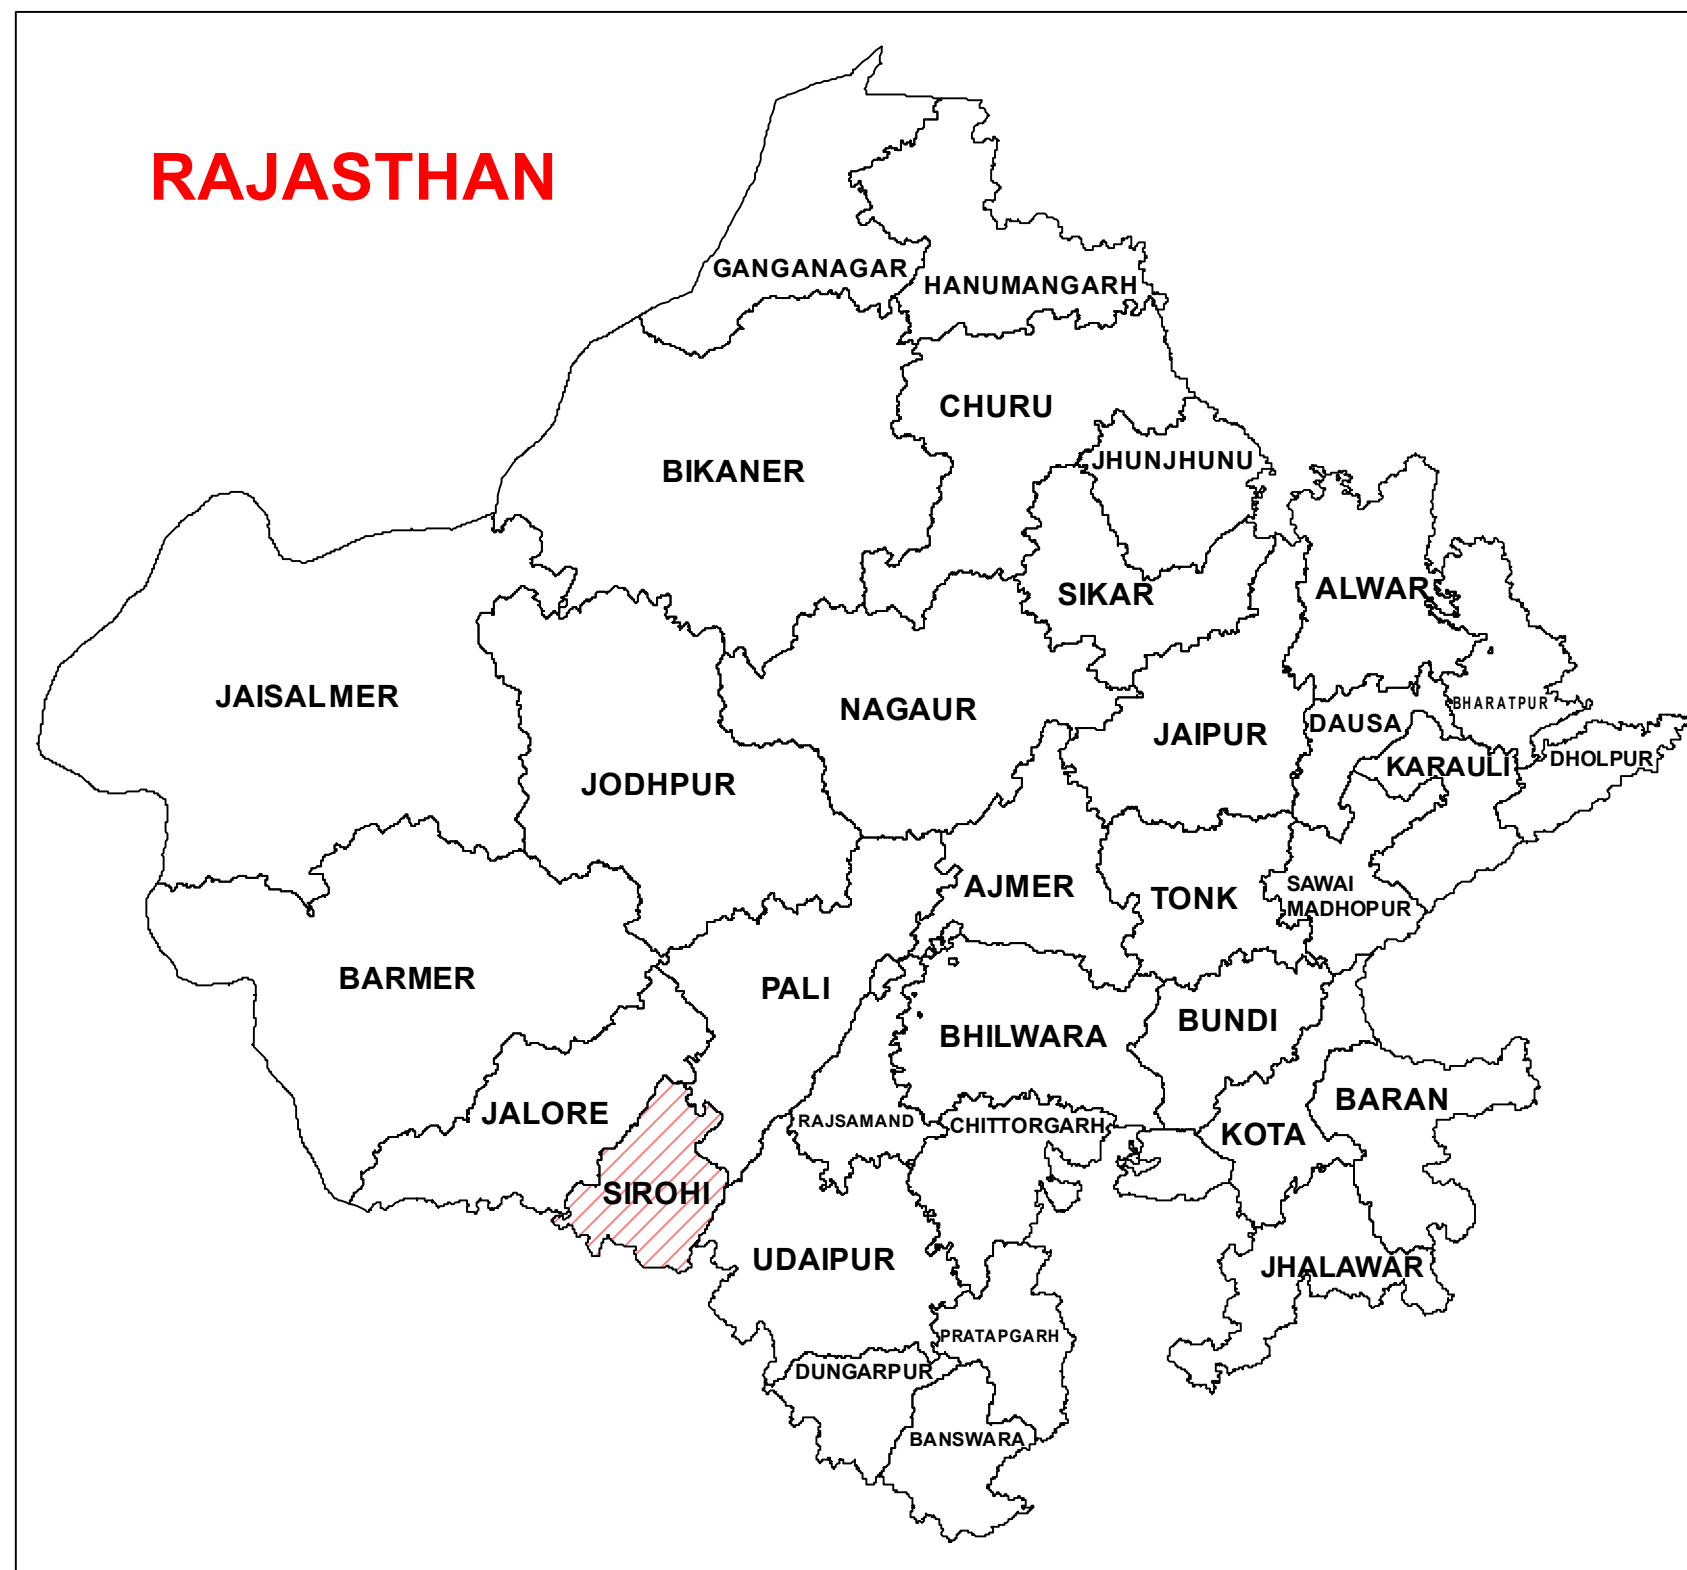 RAJASTHAN
GANGANAGAR
HANUMANGARH
CHURU
JHUNJHUNU
BIKANER
SIKAR
ALWAR
JAISALMER
NAGAUR
BHARATPUR
DAUSA
JAIPUR
KARAULI
DHOLPUR
JODHPUR
AJMER
TONK
SAWAI
MADHOPUR
BARMER
PALI
BUNDI
BHILWARA
BARAN
JALORE
RAJSAMAND
CHITTORGARH
KOTA
SIROHI
UDAIPUR
JHALAWAR
PRATAPGARH
DUNGARPUR
BANSWARA